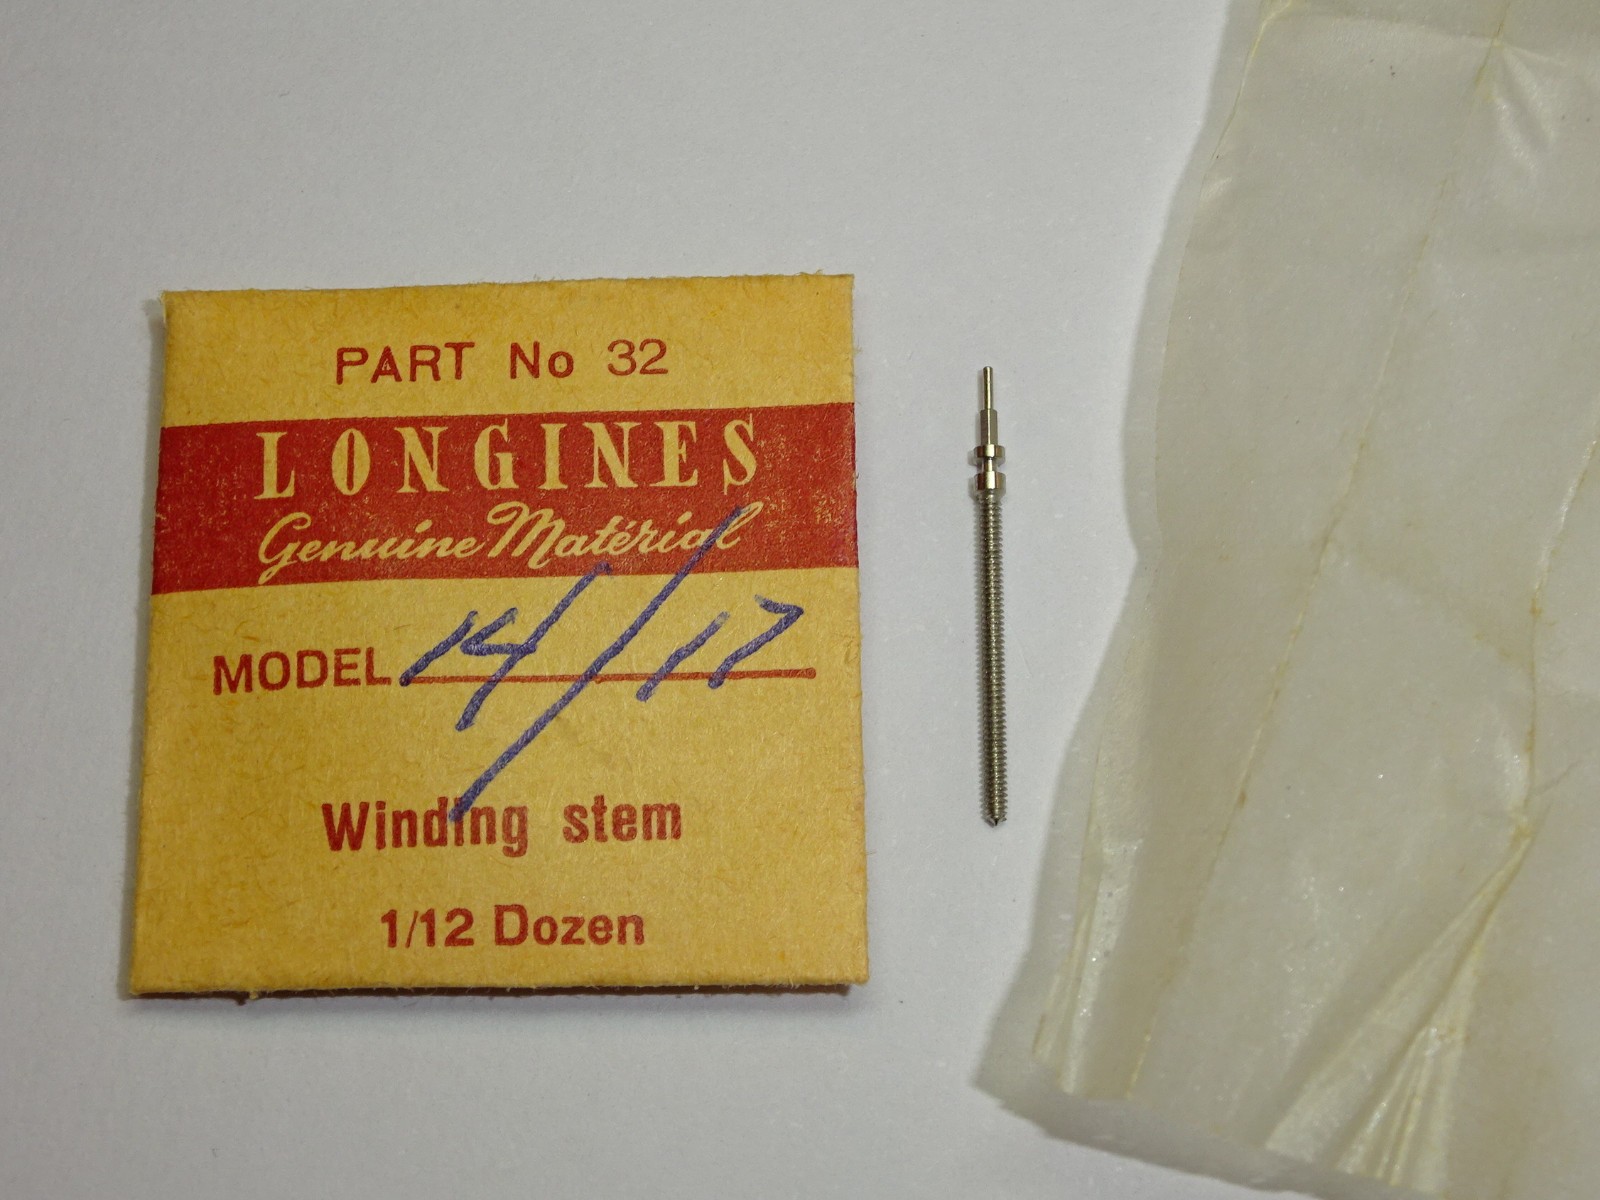 PART No 32
LONGINES
Genuine Matérial
MODEL 14/17
Winding stem
1/12 Dozen